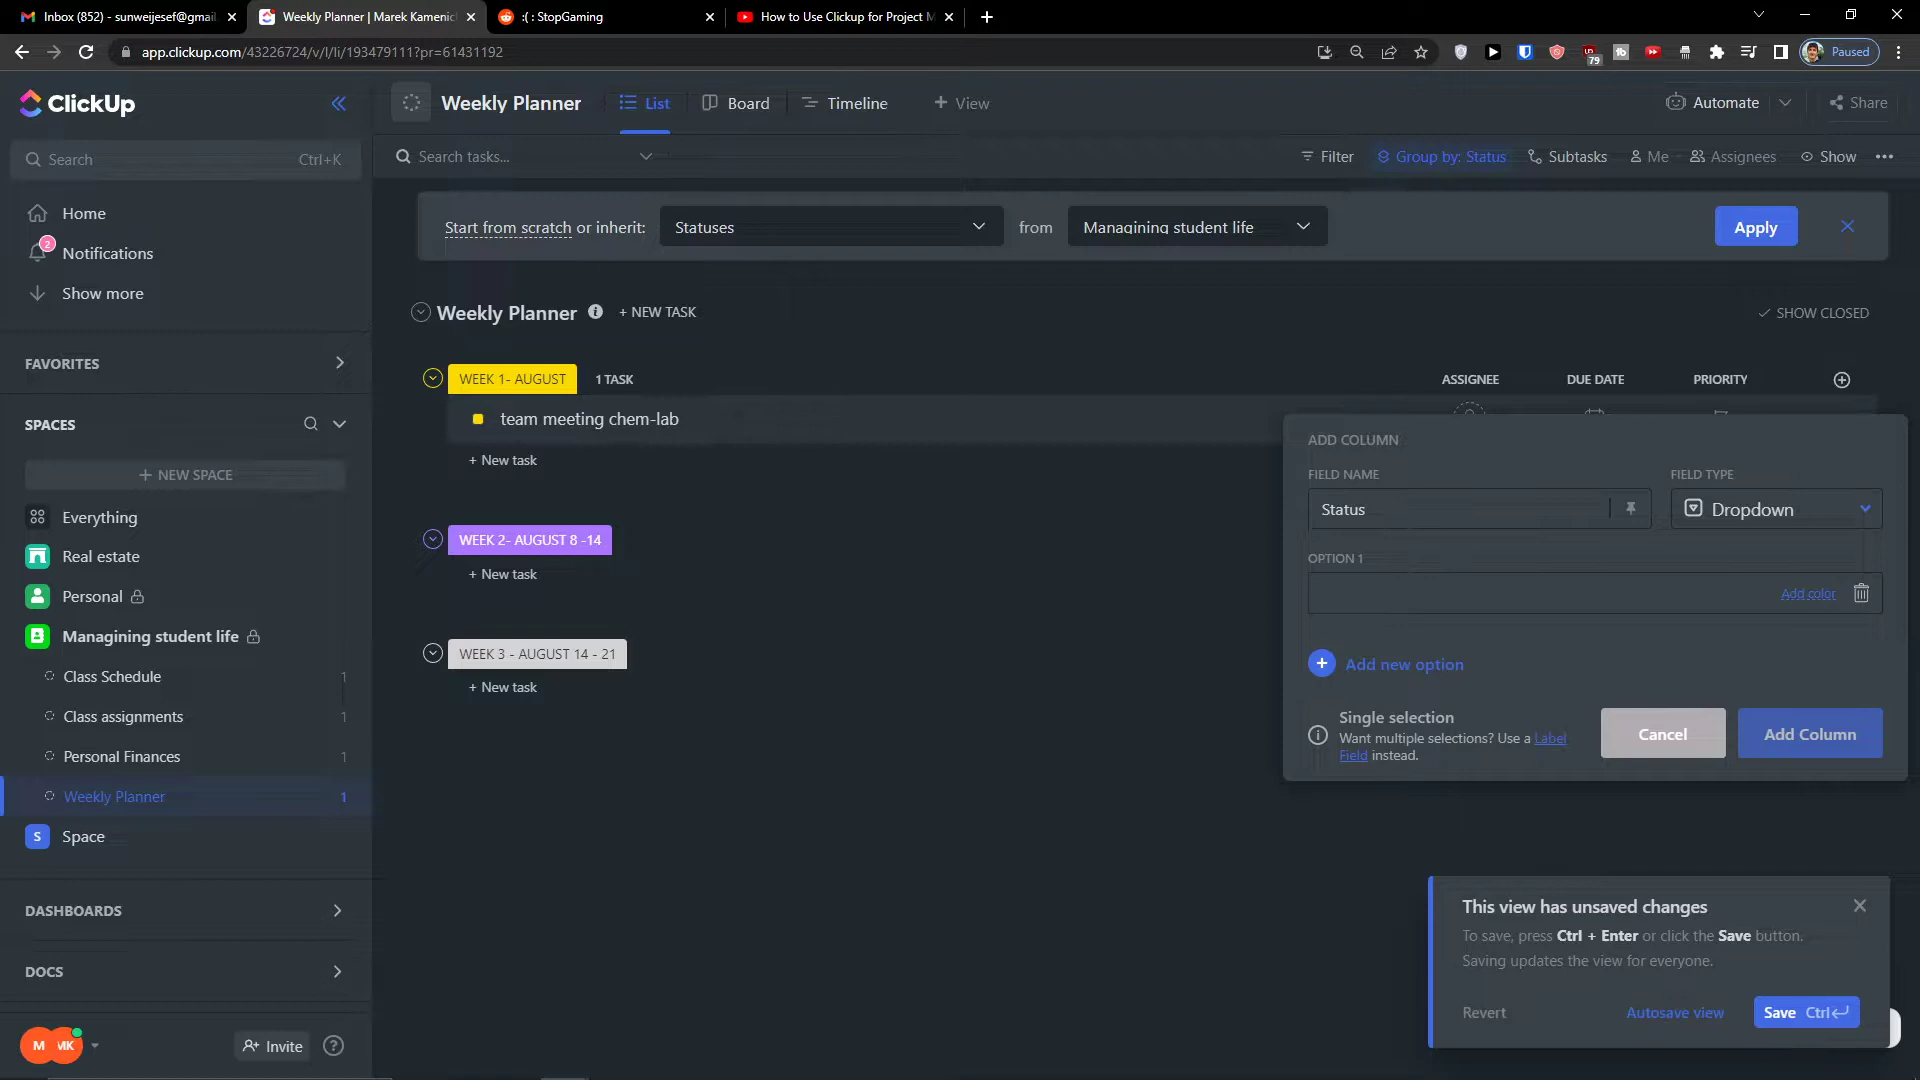 Inbox (852) - sunweijesef@gmail
Weekly Planner | Marek Kamenic
:( : StopGaming
How to Use Clickup for Project M
app.clickup.com/43226724/v/l/li/193479111?pr=61431192
79
Paused
ClickUp
Weekly Planner
List
Board
Timeline
+ View
Automate
Share
Search
Ctrl+K
Search tasks...
Filter
Group by: Status
Subtasks
Me
Assignees
Show
Home
2
Notifications
Show more
Start from scratch or inherit:
Statuses
from
Managining student life
Apply
Weekly Planner
+ NEW TASK
SHOW CLOSED
FAVORITES
SPACES
+ NEW SPACE
Everything
Real estate
Personal
Managining student life
Class Schedule
1
Class assignments
1
Personal Finances
1
Weekly Planner
1
S
Space
DASHBOARDS
DOCS
M
MK
Invite
?
WEEK 1- AUGUST
1 TASK
ASSIGNEE
DUE DATE
PRIORITY
team meeting chem-lab
+ New task
WEEK 2- AUGUST 8 -14
+ New task
WEEK 3 - AUGUST 14 - 21
+ New task
ADD COLUMN
FIELD NAME
FIELD TYPE
Status
Dropdown
OPTION 1
Add color
Add new option
Single selection
Want multiple selections? Use a Label
Field instead.
Cancel
Add Column
This view has unsaved changes
To save, press Ctrl + Enter or click the Save button.
Saving updates the view for everyone.
Revert
Autosave view
Save Ctrl